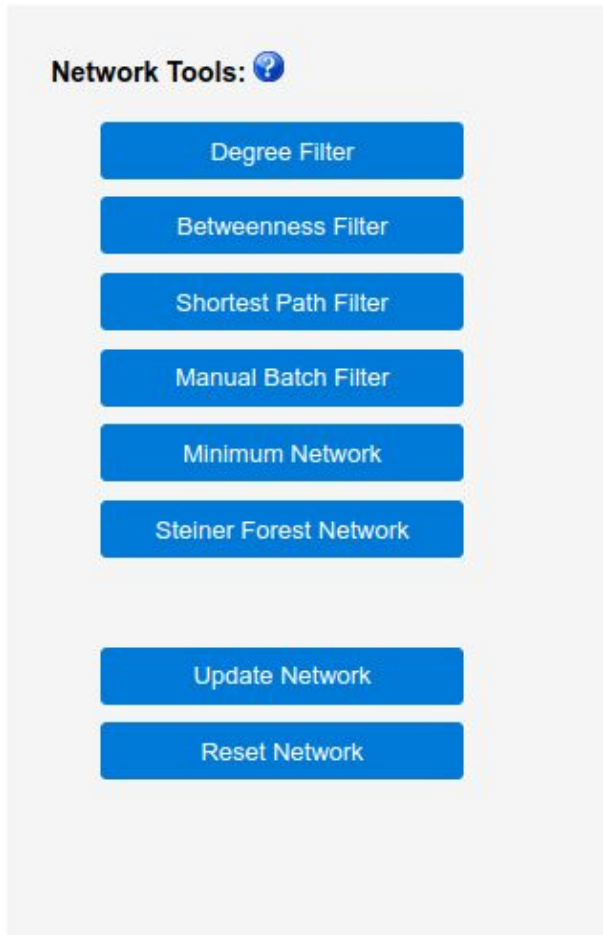 Network Tools: ?
Degree Filter
Betweenness Filter
Shortest Path Filter
Manual Batch Filter
Minimum Network
Steiner Forest Network
Update Network
Reset Network